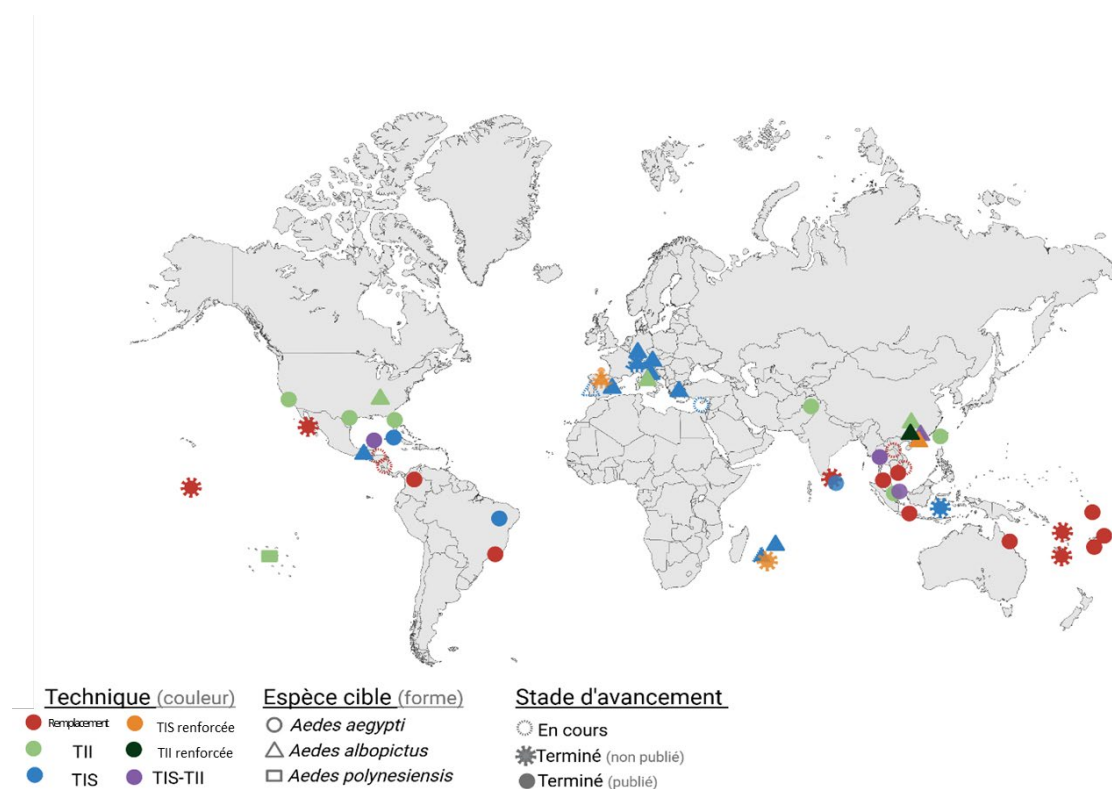 Technique (couleur)
Remplacement
TIS renforcée
TII
TII renforcée
TIS
TIS-TII
Espèce cible (forme)
Aedes aegypti
Aedes albopictus
Aedes polynesiensis
Stade d'avancement
En cours
Terminé (non publié)
Terminé (publié)